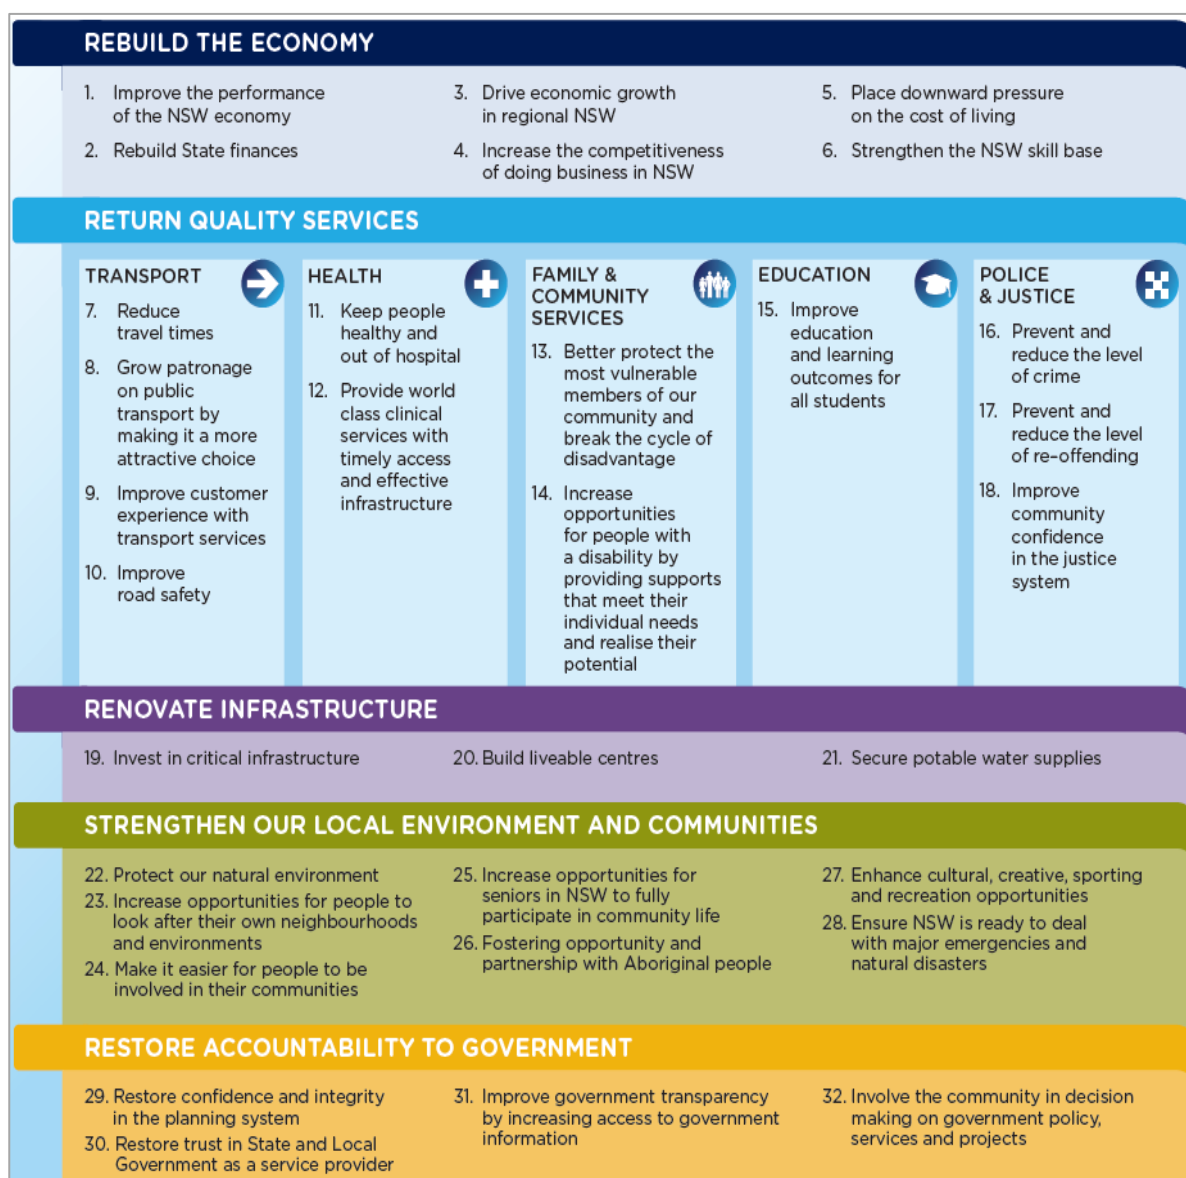 REBUILD THE ECONOMY
1. Improve the performance
of the NSW economy
2. Rebuild State finances
3. Drive economic growth
in regional NSW
4. Increase the competitiveness
of doing business in NSW
5. Place downward pressure
on the cost of living
6. Strengthen the NSW skill base
RETURN QUALITY SERVICES
TRANSPORT
7. Reduce
travel times
8. Grow patronage
on public
transport by
making it a more
attractive choice
9. Improve customer
experience with
transport services
10. Improve
road safety
HEALTH
11. Keep people
healthy and
out of hospital
12. Provide world
class clinical
services with
timely access
and effective
infrastructure
FAMILY &
COMMUNITY
SERVICES
13. Better protect the
most vulnerable
members of our
community and
break the cycle of
disadvantage
14. Increase
opportunities
for people with
a disability by
providing supports
that meet their
individual needs
and realise their
potential
EDUCATION
15. Improve
education
and learning
outcomes for
all students
POLICE
& JUSTICE
16. Prevent and
reduce the level
of crime
17. Prevent and
reduce the level
of re-offending
18. Improve
community
confidence
in the justice
system
RENOVATE INFRASTRUCTURE
19. Invest in critical infrastructure
20. Build liveable centres
21. Secure potable water supplies
STRENGTHEN OUR LOCAL ENVIRONMENT AND COMMUNITIES
22. Protect our natural environment
23. Increase opportunities for people to
look after their own neighbourhoods
and environments
24. Make it easier for people to be
involved in their communities
25. Increase opportunities for
seniors in NSW to fully
participate in community life
26. Fostering opportunity and
partnership with Aboriginal people
27. Enhance cultural, creative, sporting
and recreation opportunities
28. Ensure NSW is ready to deal
with major emergencies and
natural disasters
RESTORE ACCOUNTABILITY TO GOVERNMENT
29. Restore confidence and integrity
in the planning system
30. Restore trust in State and Local
Government as a service provider
31. Improve government transparency
by increasing access to government
information
32. Involve the community in decision
making on government policy,
services and projects